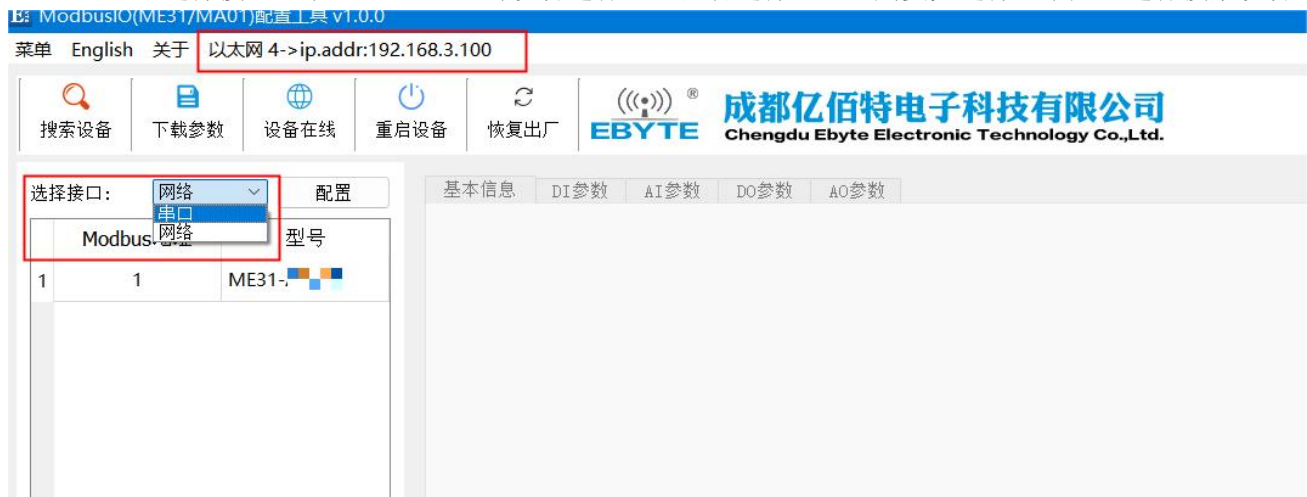 ModbusIO(ME31/MA01)配置工具 v1.0.0
菜单 English 关于 以太网 4->ip.addr:192.168.3.100
搜索设备 下载参数 设备在线 重启设备 恢复出厂
((·)) ®
EBYTE
成都亿佰特电子科技有限公司
Chengdu Ebyte Electronic Technology Co.,Ltd.
选择接口: 网络 配置
串口
网络
基本信息 DI参数 AI参数 DO参数 AO参数
Modbus 型号
1 1 ME31-